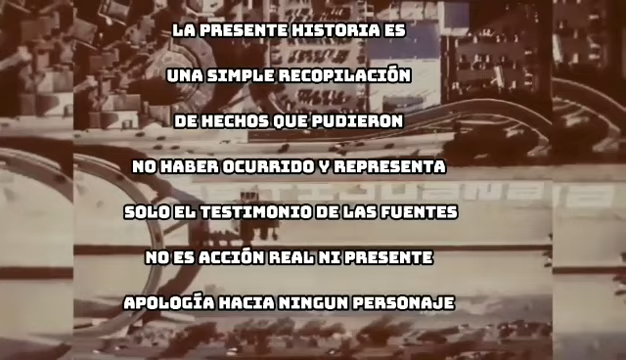 LA PRESENTE HISTORIA ES
UNA SIMPLE RECOPILACIÓN
DE HECHOS QUE PUDIERON
NO HABER OCURRIDO Y REPRESENTA
SOLO EL TESTIMONIO DE LAS FUENTES
NO ES ACCIÓN REAL NI PRESENTE
APOLOGÍA HACIA NINGUN PERSONAJE